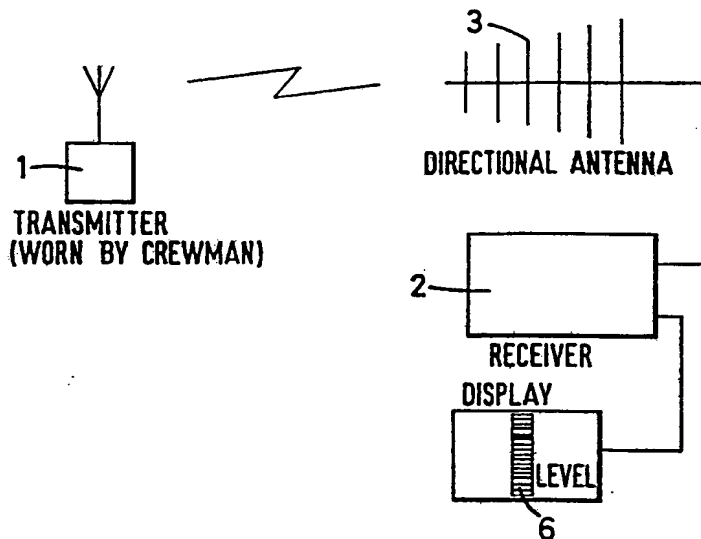 3
DIRECTIONAL ANTENNA
1
TRANSMITTER
(WORN BY CREWMAN)
2
RECEIVER
DISPLAY
LEVEL
6